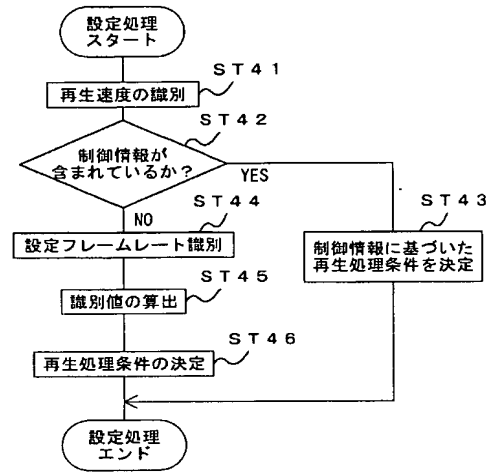 設定処理
スタート
ST41
再生速度の識別
ST42
制御情報が
含まれているか？
YES
NO
ST43
制御情報に基づいた
再生処理条件を決定
ST44
設定フレームレート識別
ST45
識別値の算出
ST46
再生処理条件の決定
設定処理
エンド